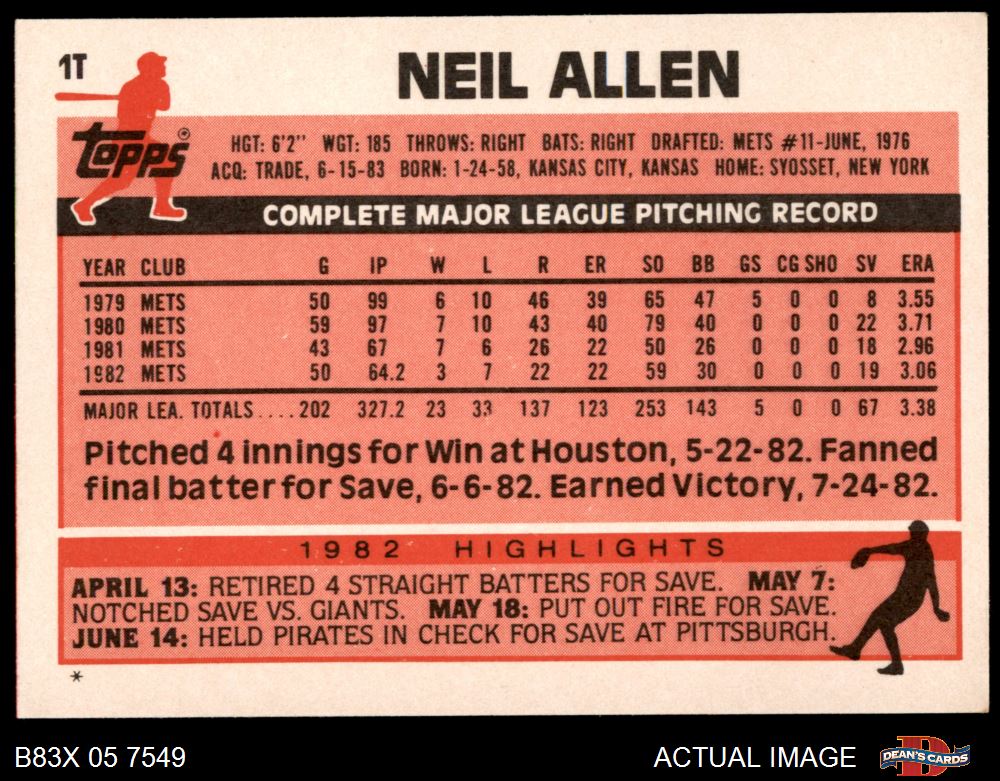 1T
NEIL ALLEN
topps®
HGT: 6'2" WGT: 185 THROWS: RIGHT BATS: RIGHT DRAFTED: METS #11-JUNE, 1976
ACQ: TRADE, 6-15-83 BORN: 1-24-58, KANSAS CITY, KANSAS HOME: SYOSSET, NEW YORK
COMPLETE MAJOR LEAGUE PITCHING RECORD
YEAR CLUB G IP W L R ER SO BB GS CG SHO SV ERA
1979 METS 50 99 6 10 46 39 65 47 5 0 0 8 3.55
1980 METS 59 97 7 10 43 40 79 40 0 0 0 22 3.71
1981 METS 43 67 7 6 26 22 50 26 0 0 0 18 2.96
1982 METS 50 64.2 3 7 22 22 59 30 0 0 0 19 3.06
MAJOR LEA. TOTALS....202 327.2 23 33 137 123 253 143 5 0 0 67 3.38
Pitched 4 innings for Win at Houston, 5-22-82. Fanned
final batter for Save, 6-6-82. Earned Victory, 7-24-82.
1982 HIGHLIGHTS
APRIL 13: RETIRED 4 STRAIGHT BATTERS FOR SAVE. MAY 7:
NOTCHED SAVE VS. GIANTS. MAY 18: PUT OUT FIRE FOR SAVE.
JUNE 14: HELD PIRATES IN CHECK FOR SAVE AT PITTSBURGH.
*
B83X 05 7549
ACTUAL IMAGE
D
DEAN'S CARDS